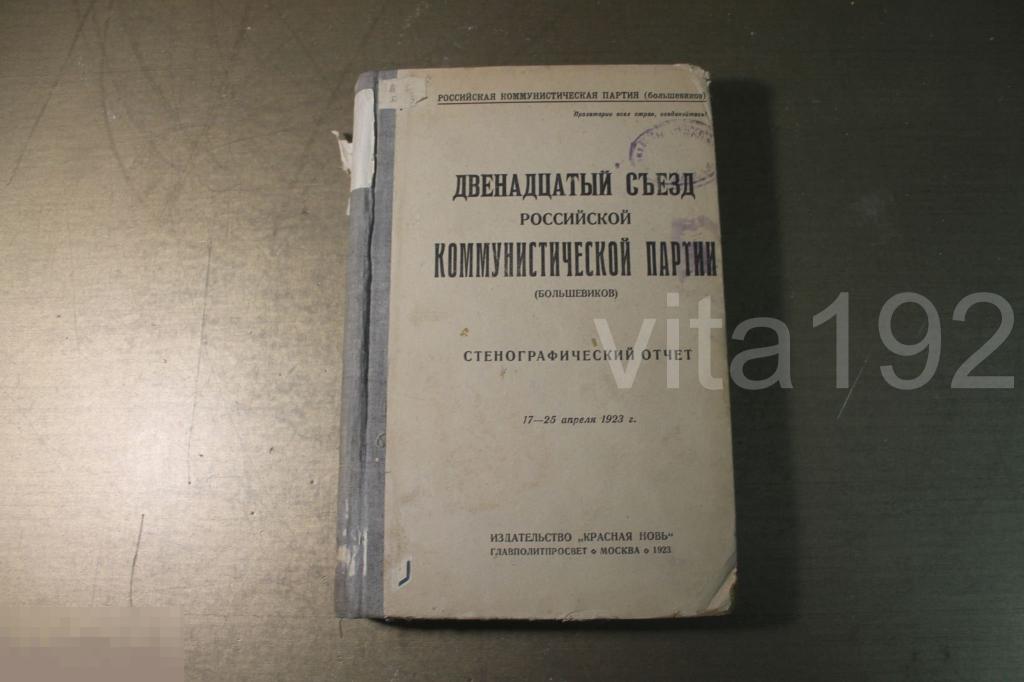 РОССИЙСКАЯ КОММУНИСТИЧЕСКАЯ ПАРТИЯ (большевиков)
Пролетарии всех стран, соединяйтесь!
ДВЕНАДЦАТЫЙ СЪЕЗД
РОССИЙСКОЙ
КОММУНИСТИЧЕСКОЙ ПАРТИИ
(БОЛЬШЕВИКОВ)
vita192
СТЕНОГРАФИЧЕСКИЙ ОТЧЕТ
17—25 апреля 1923 г.
ИЗДАТЕЛЬСТВО „КРАСНАЯ НОВЬ“
ГЛАВПОЛИТПРОСВЕТ ⋄ МОСКВА ⋄ 1923